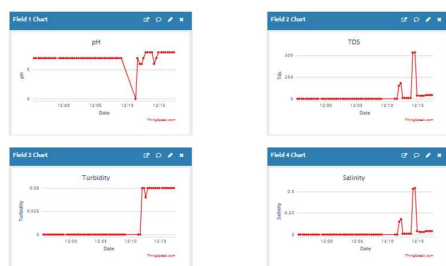 Field 1 Chart
pH
pH
12:00 12:05 12:10 12:15
Date
ThingSpeak.com
Field 2 Chart
TDS
TDS
12:00 12:05 12:10 12:15
Date
ThingSpeak.com
Field 3 Chart
Turbidity
Turbidity
0.05
0.025
0
12:00 12:05 12:10 12:15
Date
ThingSpeak.com
Field 4 Chart
Salinity
Salinity
0.5
0.25
0
12:00 12:05 12:10 12:15
Date
ThingSpeak.com